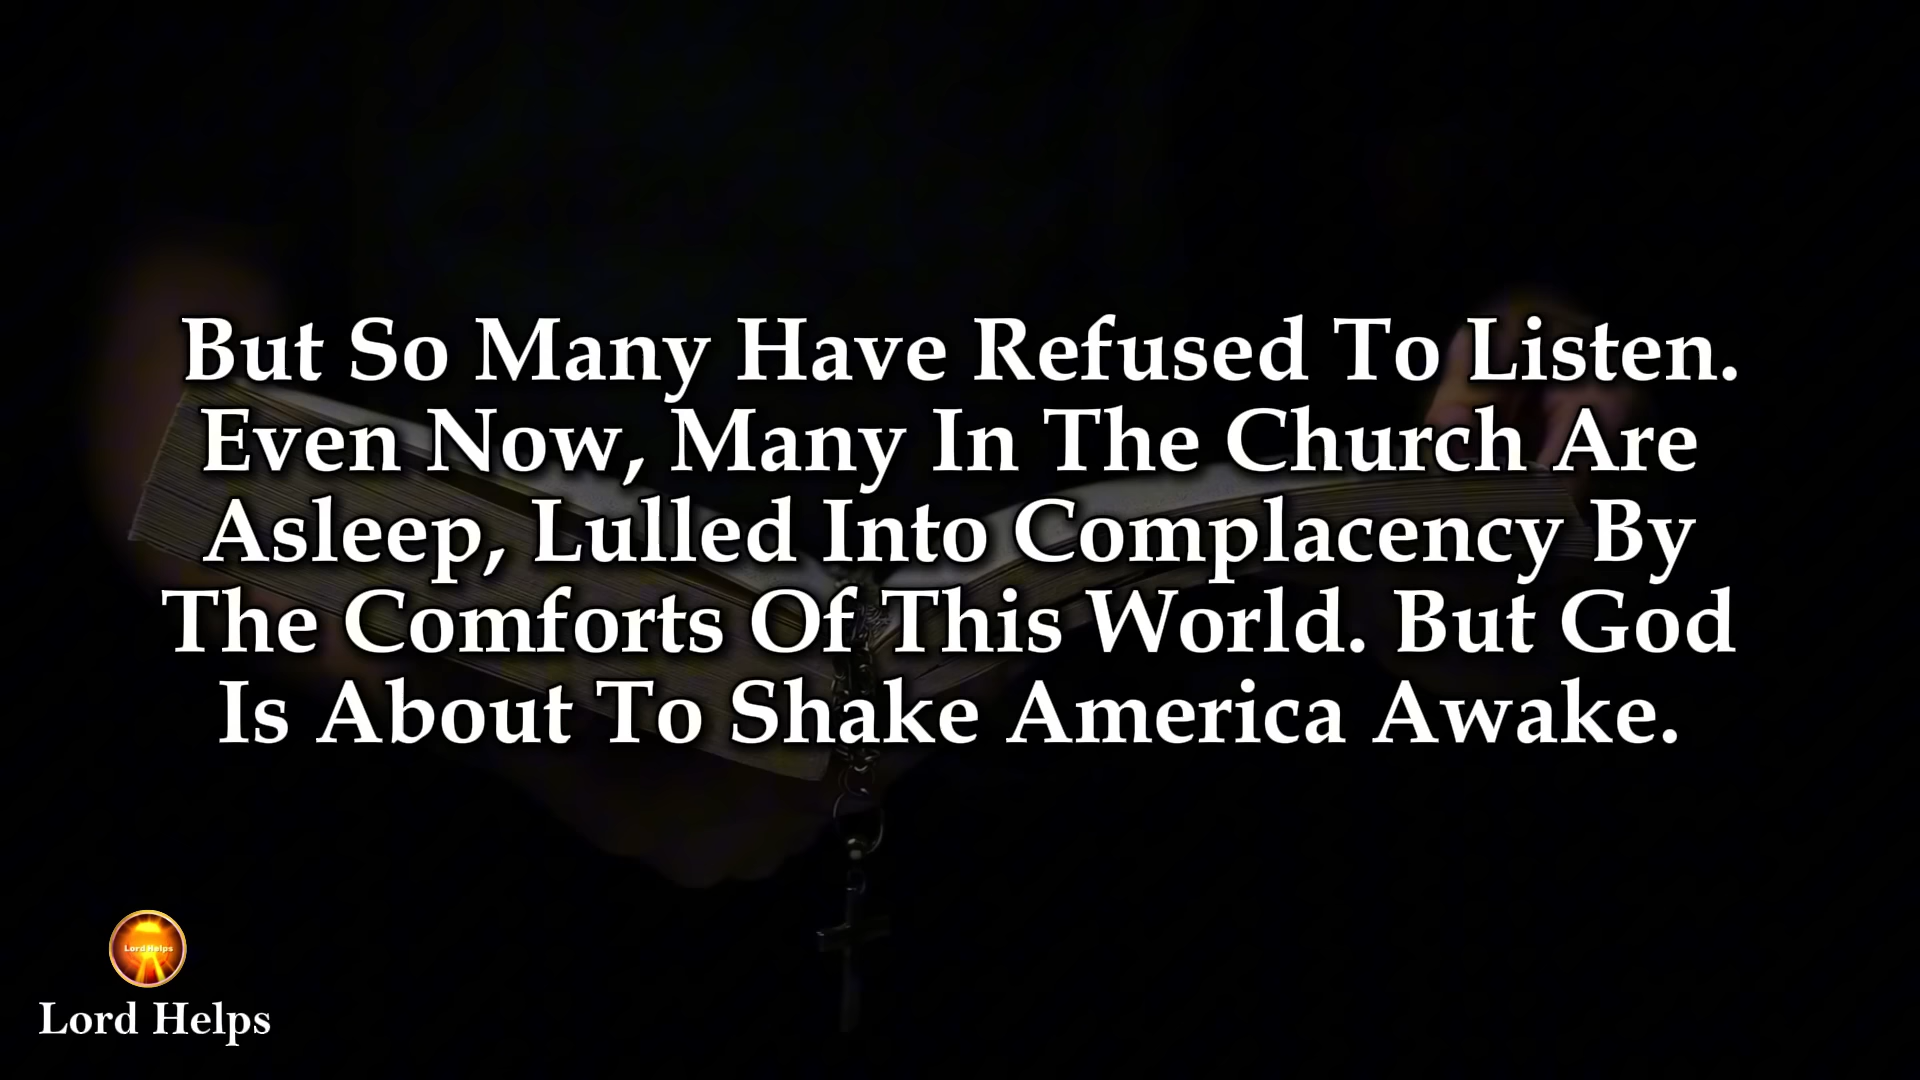 But So Many Have Refused To Listen.
Even Now, Many In The Church Are
Asleep, Lulled Into Complacency By
The Comforts Of This World. But God
Is About To Shake America Awake.
Lord Helps
Lord Helps